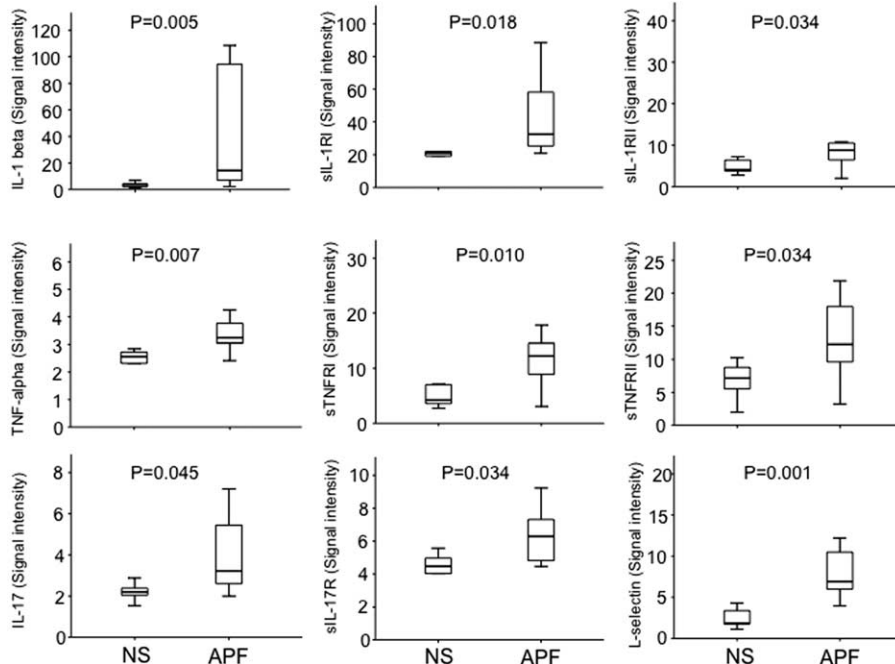 P=0.005
IL-1 beta (Signal intensity)
120
100
80
60
40
20
0
P=0.018
sIL-1RI (Signal intensity)
100
80
60
40
20
0
P=0.034
sIL-1RII (Signal intensity)
40
30
20
10
0
P=0.007
TNF-alpha (Signal intensity)
6
5
4
3
2
1
0
P=0.010
sTNFRI (Signal intensity)
30
20
10
0
P=0.034
sTNFRII (Signal intensity)
25
20
15
10
5
0
P=0.045
IL-17 (Signal intensity)
8
6
4
2
0
NS APF
P=0.034
sIL-17R (Signal intensity)
10
8
6
4
2
0
NS APF
P=0.001
L-selectin (Signal intensity)
20
15
10
5
0
NS APF